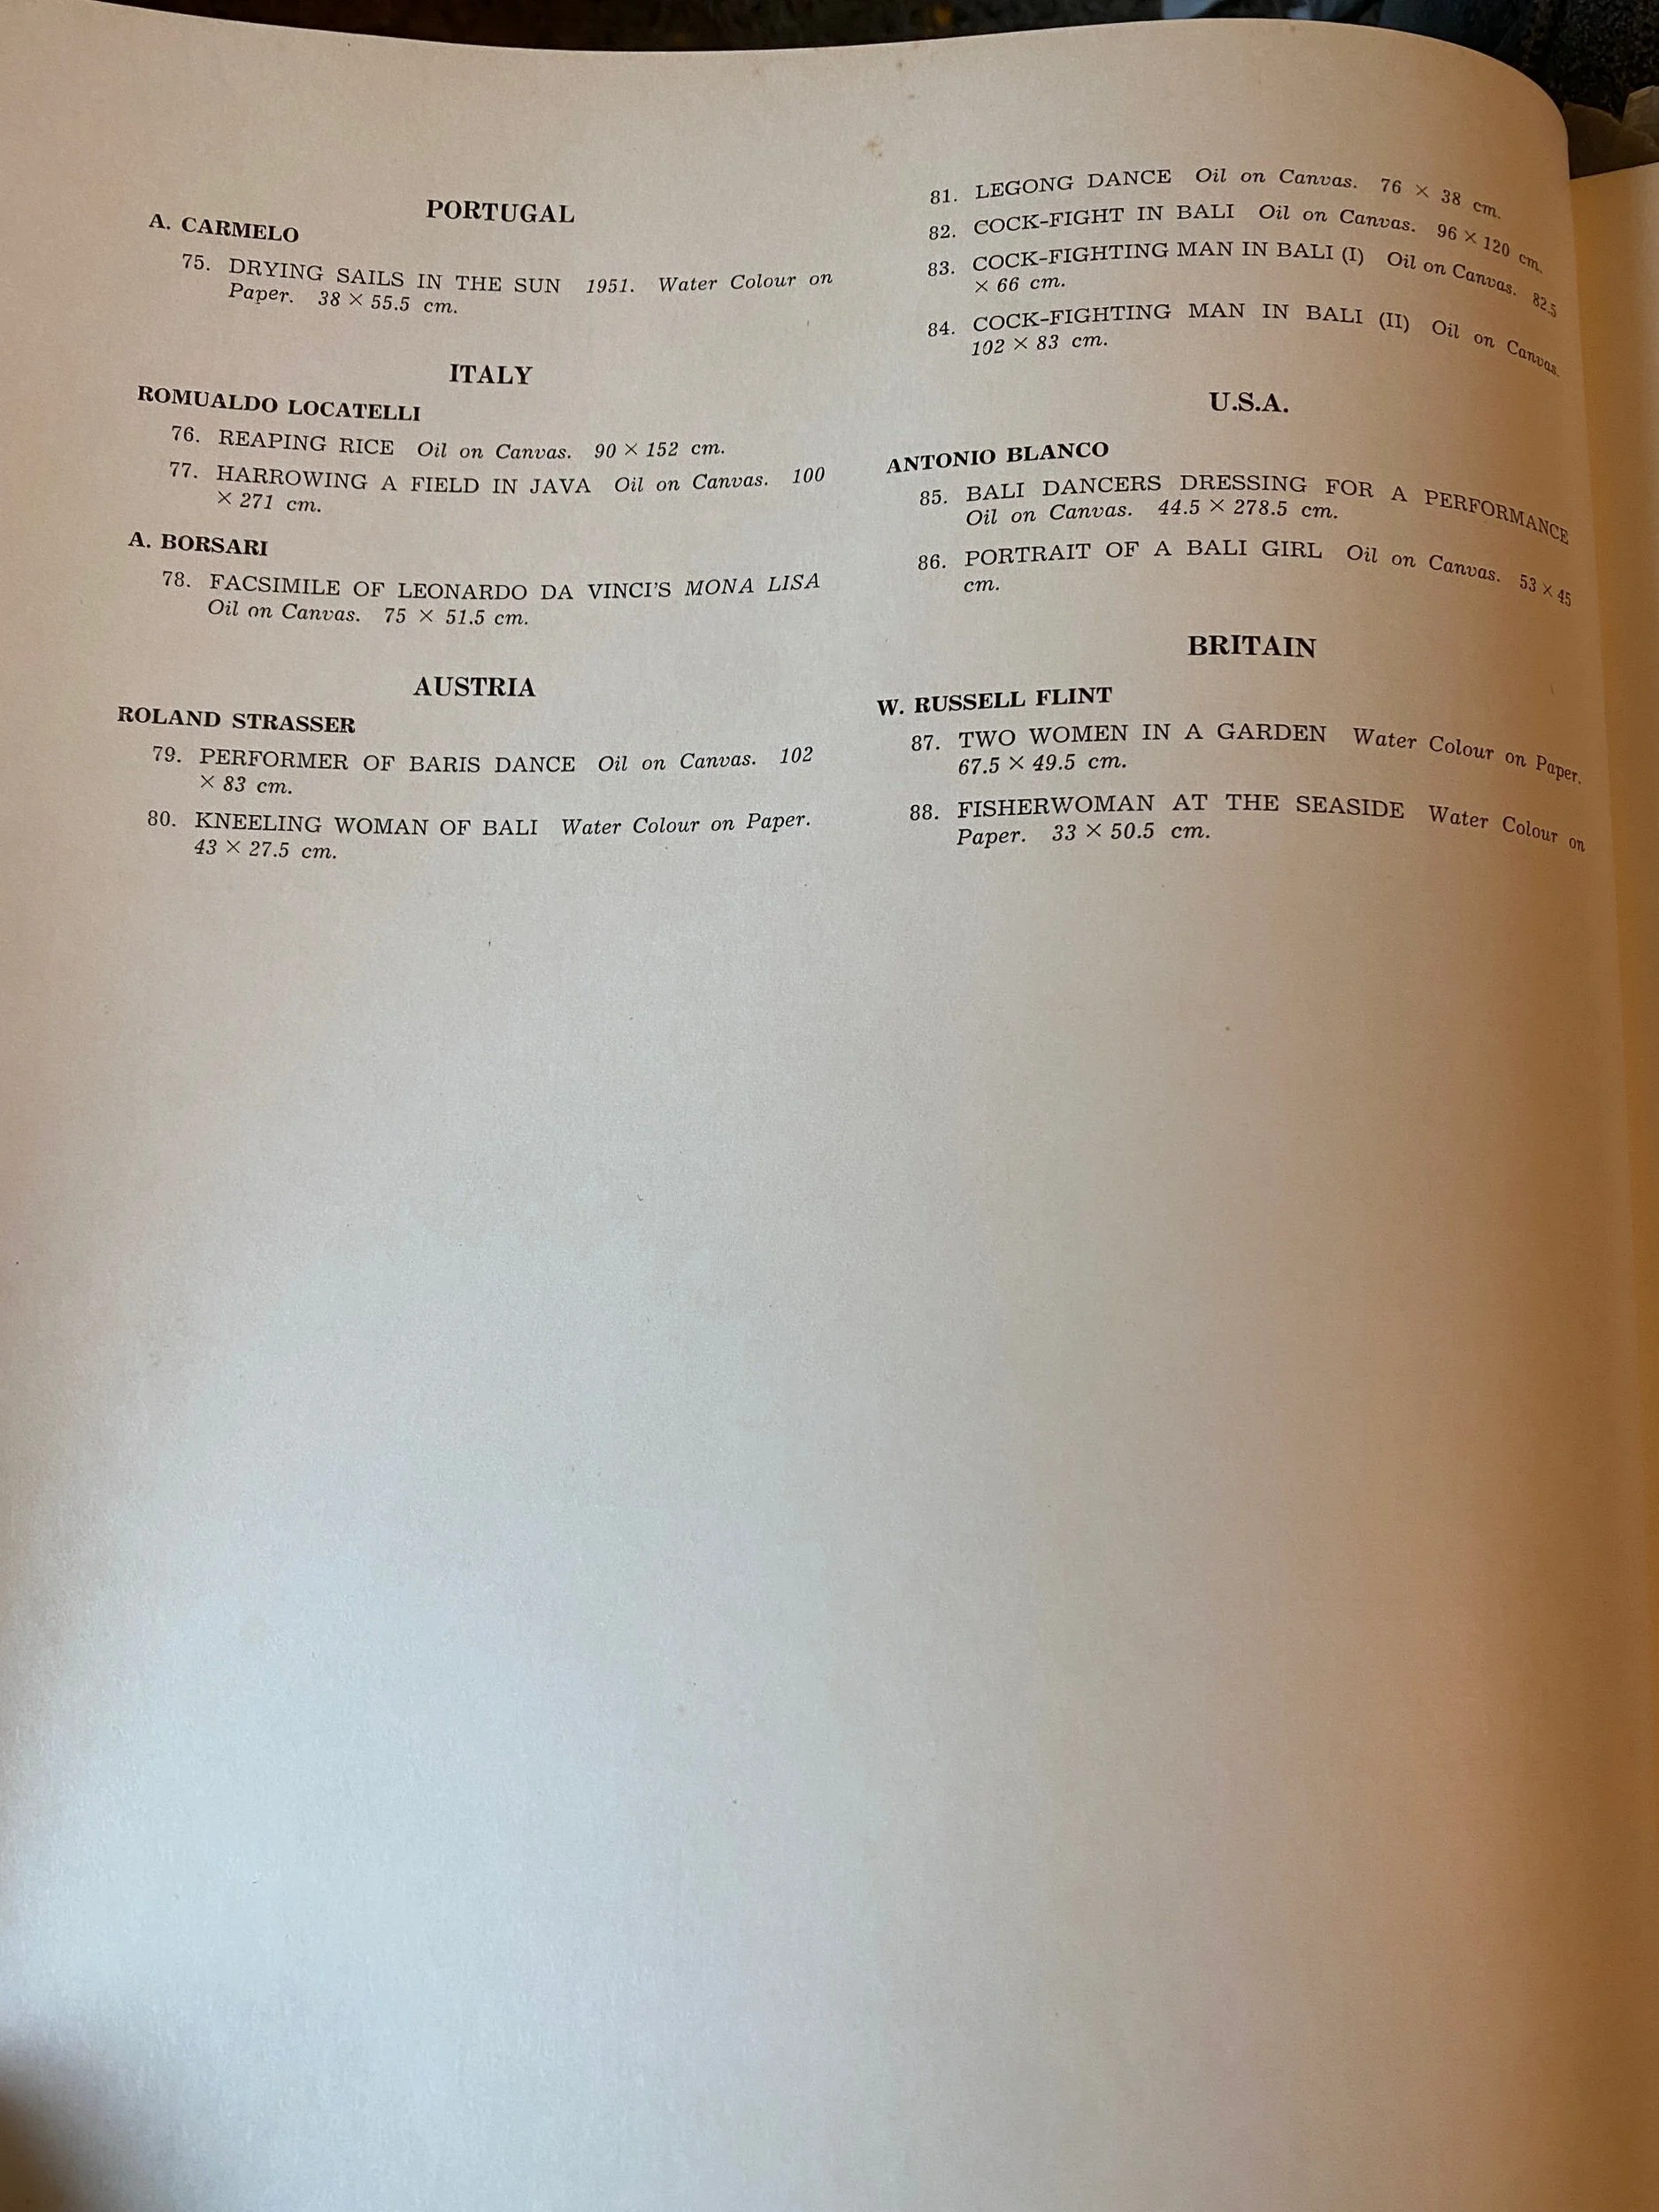 PORTUGAL
A. CARMELO
75. DRYING SAILS IN THE SUN 1951. Water Colour on
Paper. 38 × 55.5 cm.
ITALY
ROMUALDO LOCATELLI
76. REAPING RICE Oil on Canvas. 90 × 152 cm.
77. HARROWING A FIELD IN JAVA Oil on Canvas. 100
× 271 cm.
A. BORSARI
78. FACSIMILE OF LEONARDO DA VINCI'S MONA LISA
Oil on Canvas. 75 × 51.5 cm.
AUSTRIA
ROLAND STRASSER
79. PERFORMER OF BARIS DANCE Oil on Canvas. 102
× 83 cm.
80. KNEELING WOMAN OF BALI Water Colour on Paper.
43 × 27.5 cm.
81. LEGONG DANCE Oil on Canvas. 76 × 38 cm.
82. COCK-FIGHT IN BALI Oil on Canvas. 96 × 120 cm.
83. COCK-FIGHTING MAN IN BALI (I) Oil on Canvas. 82.5
× 66 cm.
84. COCK-FIGHTING MAN IN BALI (II) Oil on Canvas.
102 × 83 cm.
U.S.A.
ANTONIO BLANCO
85. BALI DANCERS DRESSING FOR A PERFORMANCE
Oil on Canvas. 44.5 × 278.5 cm.
86. PORTRAIT OF A BALI GIRL Oil on Canvas. 53 × 45
cm.
BRITAIN
W. RUSSELL FLINT
87. TWO WOMEN IN A GARDEN Water Colour on Paper.
67.5 × 49.5 cm.
88. FISHERWOMAN AT THE SEASIDE Water Colour on
Paper. 33 × 50.5 cm.